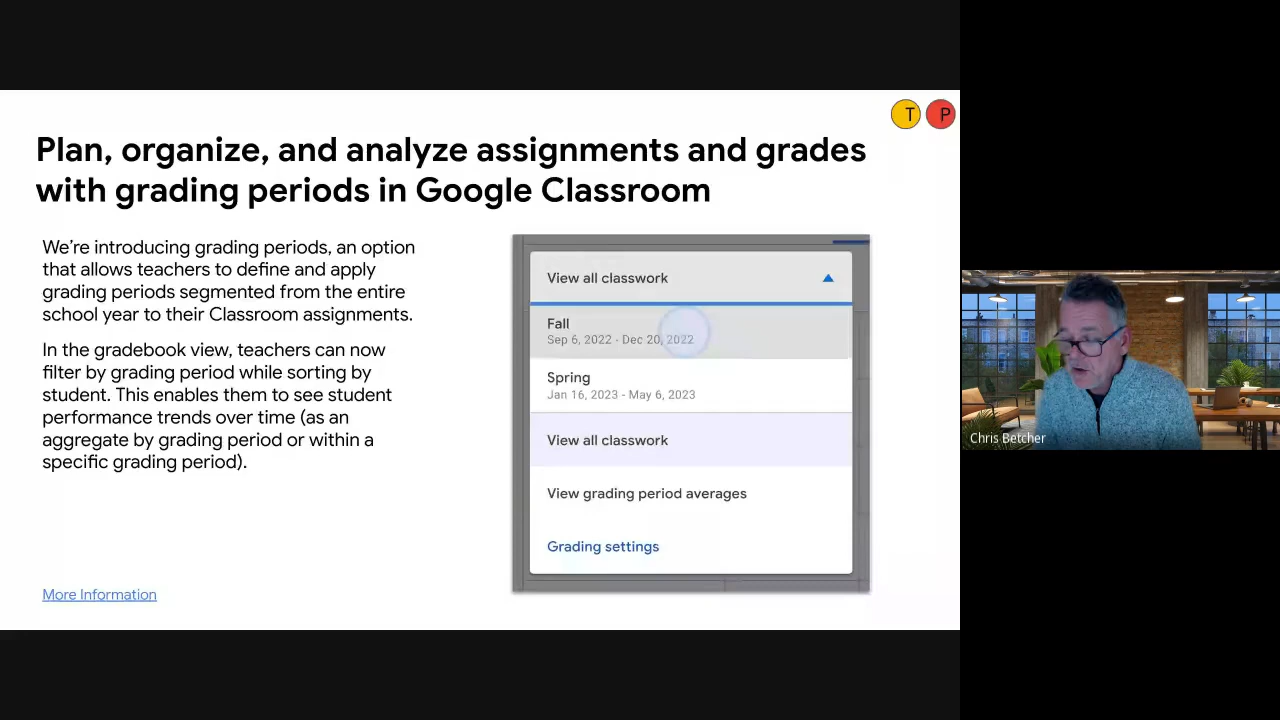 T P
Plan, organize, and analyze assignments and grades
with grading periods in Google Classroom
We're introducing grading periods, an option
that allows teachers to define and apply
grading periods segmented from the entire
school year to their Classroom assignments.
In the gradebook view, teachers can now
filter by grading period while sorting by
student. This enables them to see student
performance trends over time (as an
aggregate by grading period or within a
specific grading period).
More Information
View all classwork
Fall
Sep 6, 2022 - Dec 20, 2022
Spring
Jan 16, 2023 - May 6, 2023
View all classwork
View grading period averages
Grading settings
Chris Betcher